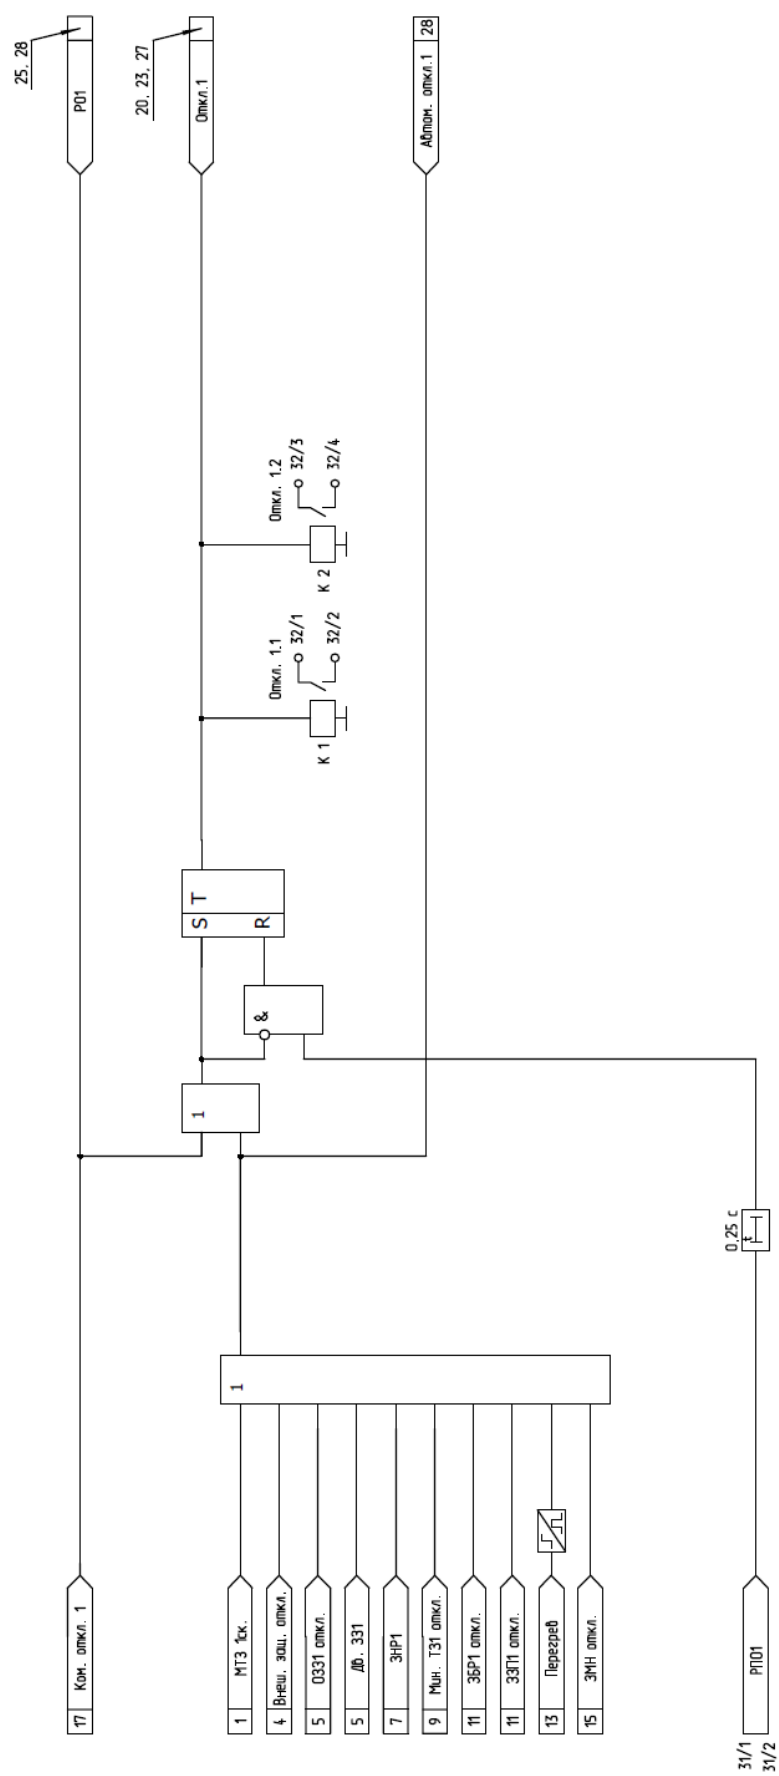 17 Ком. откл. 1
РО1
25, 28
1 МТЗ 1ск.
4 Внеш. защ. откл.
5 ОЗЗ1 откл.
5 Дв. ЗЗ1
7 ЗНР1
9 Мин. ТЗ1 откл.
11 ЗБР1 откл.
11 ЗЗП1 откл.
13 Перегрев
15 ЗМН откл.
1
1
&
S T
R
К 1
Откл. 1.1
32/1
32/2
К 2
Откл. 1.2
32/3
32/4
Откл.1
20, 23, 27
Автом. откл.1 28
31/1
31/2
РПО1
0,25 с
t